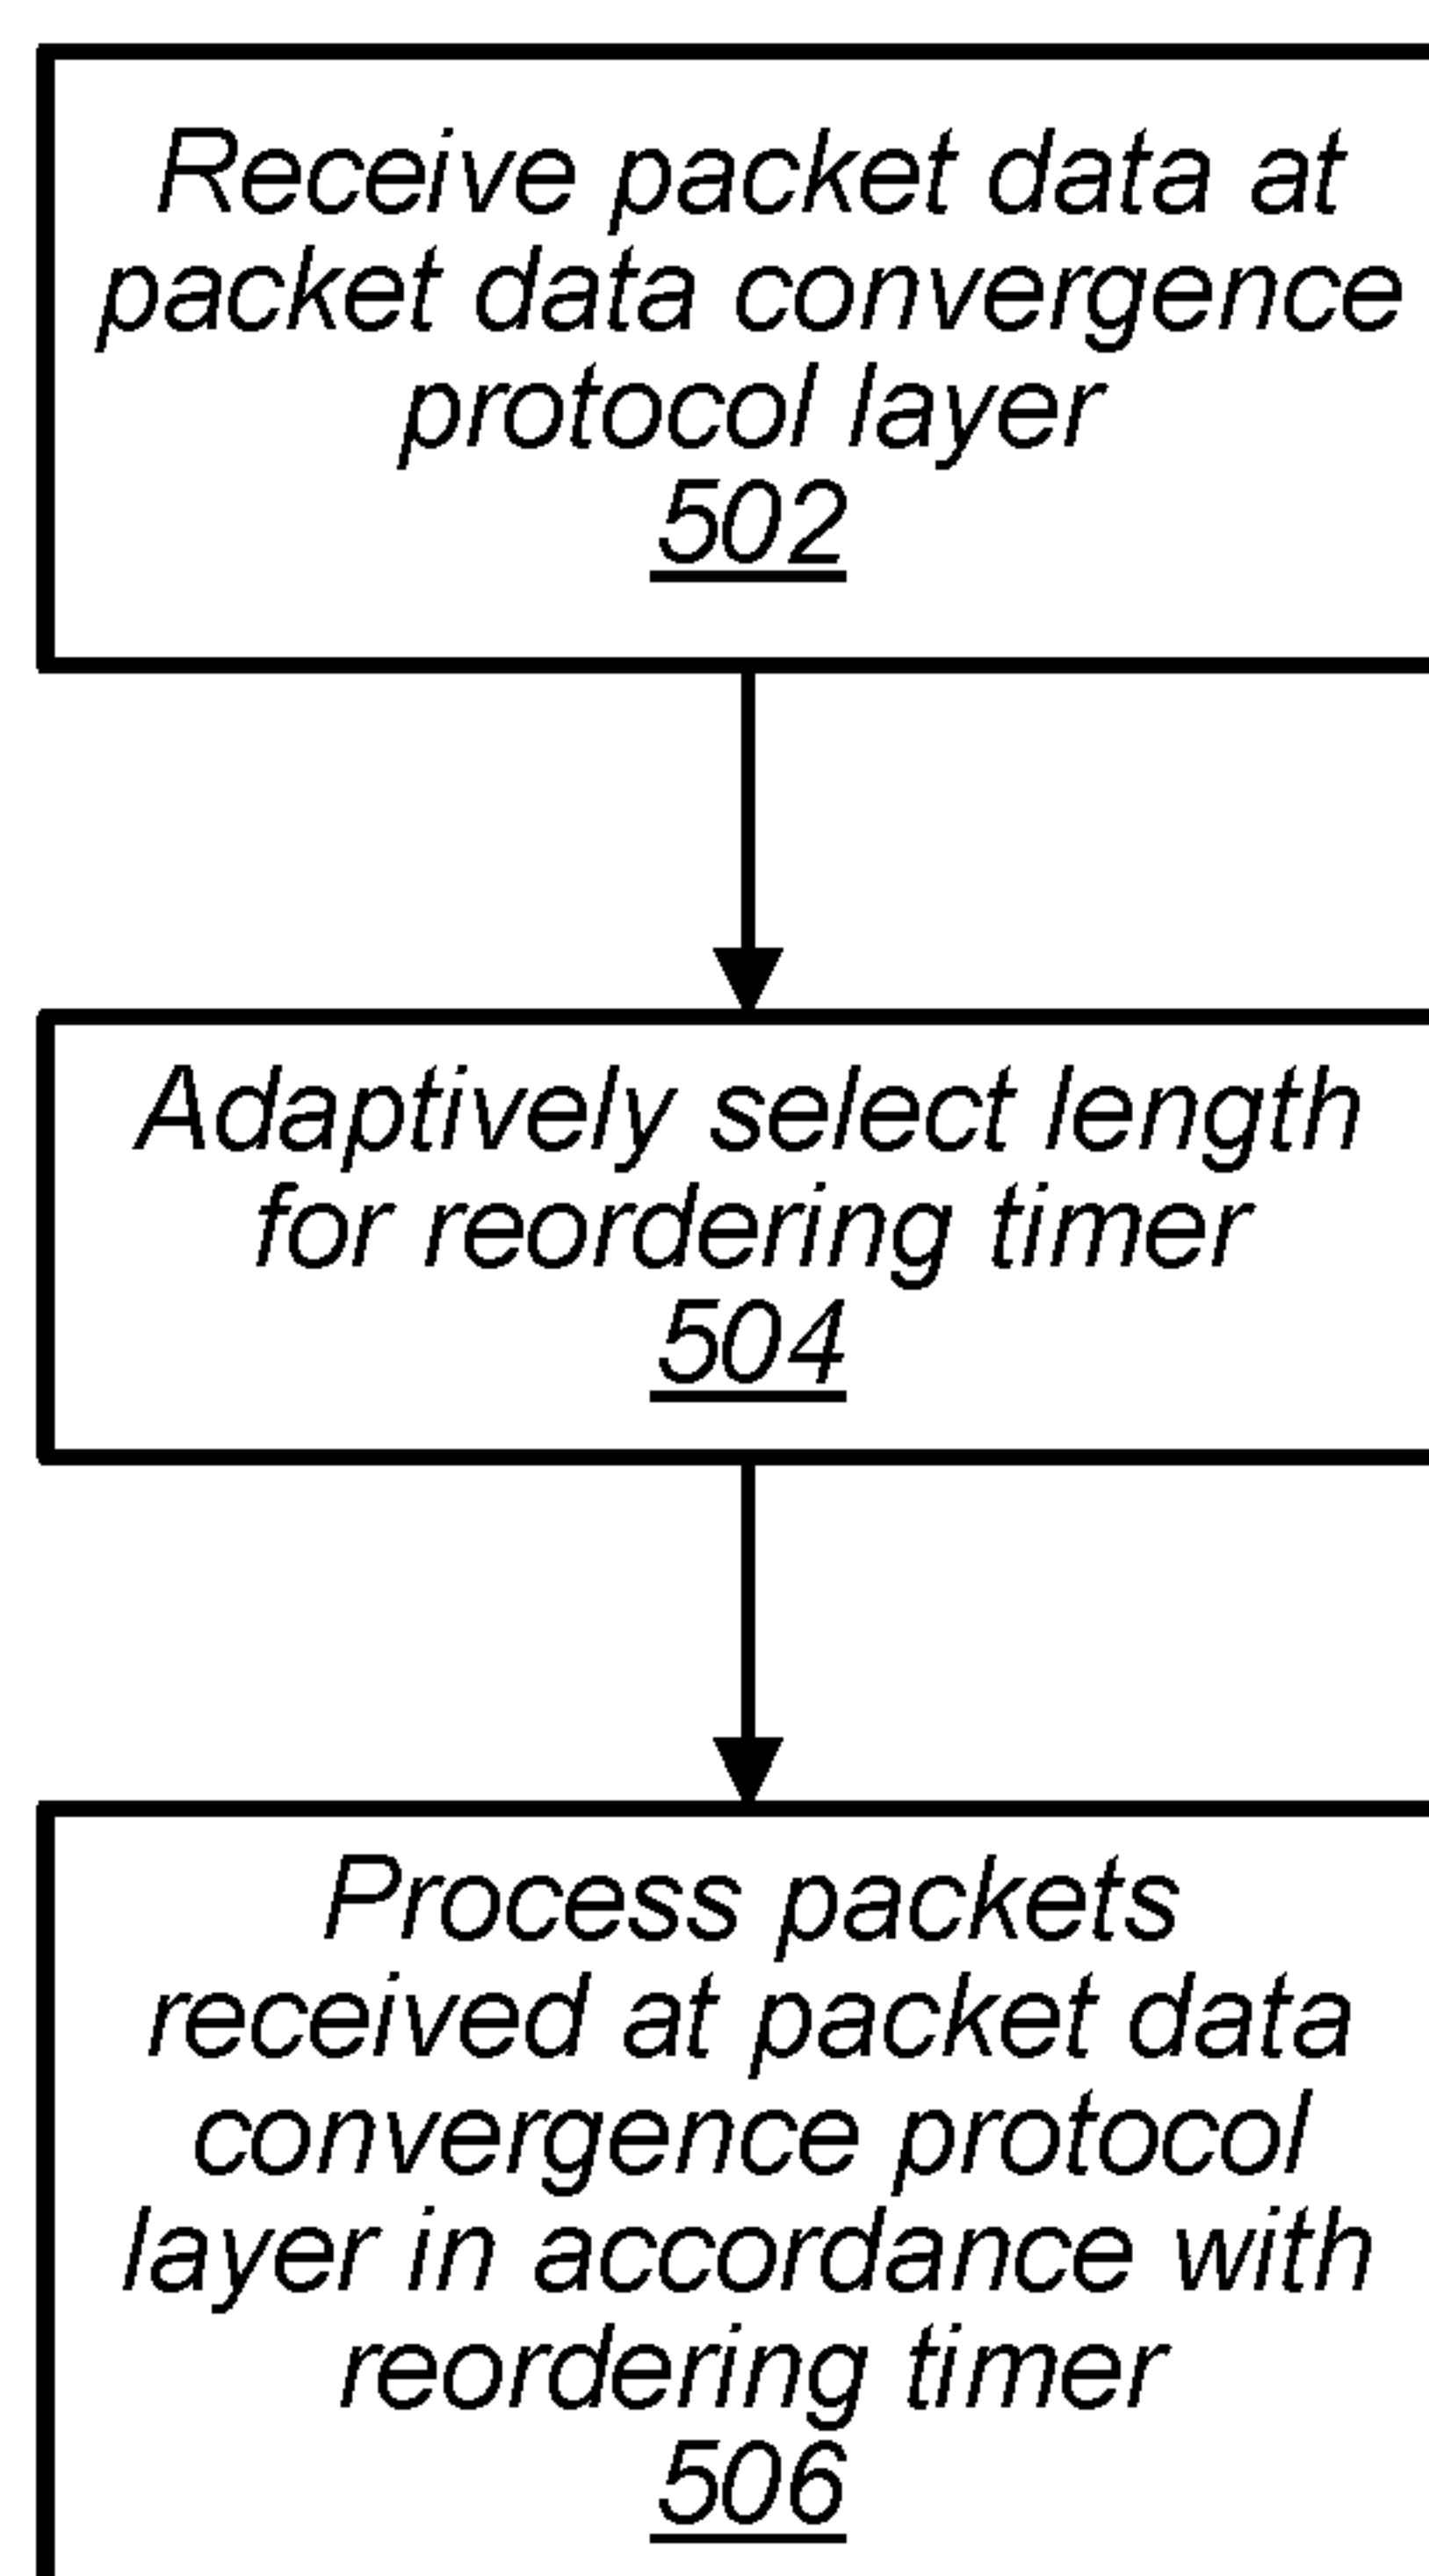 Receive packet data at
packet data convergence
protocol layer
502
Adaptively select length
for reordering timer
504
Process packets
received at packet data
convergence protocol
layer in accordance with
reordering timer
506